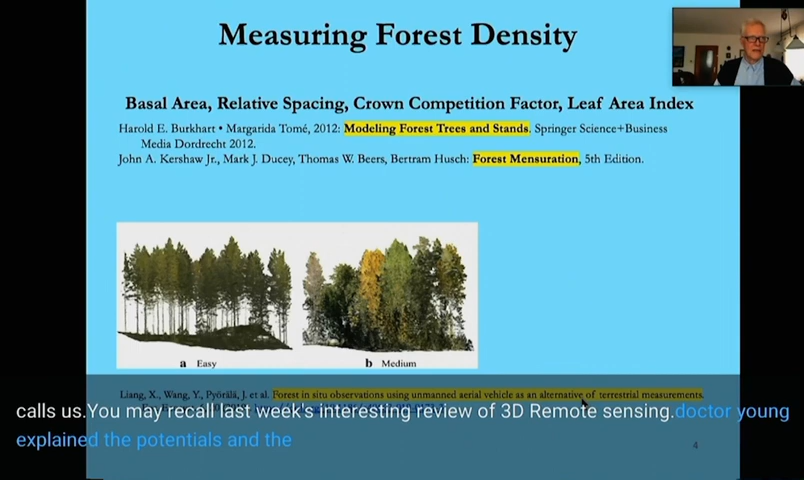 Measuring Forest Density
Basal Area, Relative Spacing, Crown Competition Factor, Leaf Area Index
Harold E. Burkhart • Margarida Tomé, 2012: Modeling Forest Trees and Stands. Springer Science+Business
Media Dordrecht 2012.
John A. Kershaw Jr., Mark J. Ducey, Thomas W. Beers, Bertram Husch: Forest Mensuration, 5th Edition.
a Easy
b Medium
Liang, X., Wang, Y., Pyörälä, J. et al. Forest in situ observations using unmanned aerial vehicle as an alternative of terrestrial measurements.
calls us.You may recall last week's interesting review of 3D Remote sensing.doctor young
explained the potentials and the
4